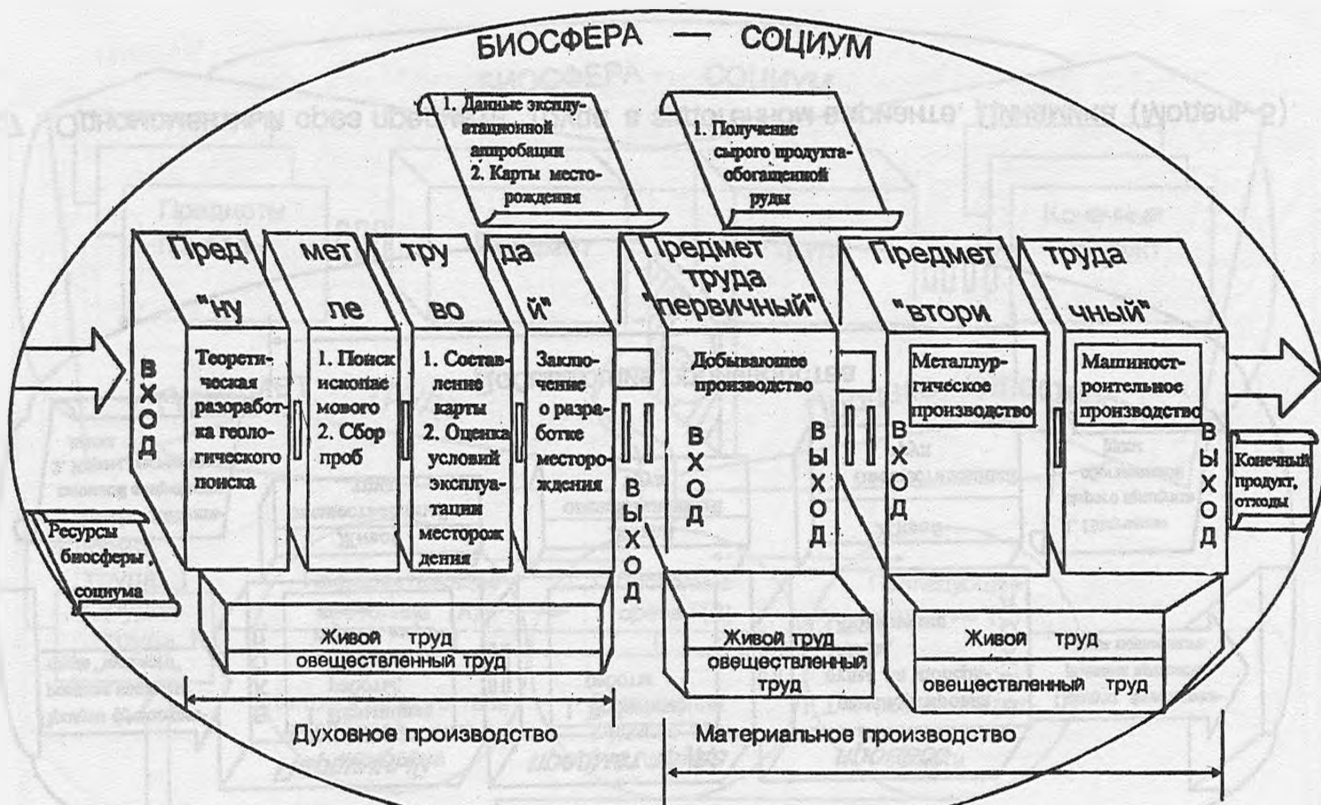 БИОСФЕРА — СОЦИУМ
1. Данные эксплу-
атационной
аппробации
2. Карты место-
рождения
1. Получение
сырого продукта-
обогащенной
руды
Пред мет тру да
"ну ле во й"
Предмет
труда
"первичный"
Предмет труда
"втори чный"
ВХОД
Теорети-
ческая
разоработ-
ка геоло-
гического
поиска
1. Поиск
ископае
мового
2. Сбор
проб
1. Состав-
ление
карты
2. Оценка
условий
эксплуа-
тации
месторож
дения
Заклю-
чение
о разра-
ботке
месторо-
ждения
ВЫХОД
Добывающее
производство
ВХОД
ВЫХОД
ВХОД
Металлур-
гическое
производство
Машиност-
роительное
производство
ВЫХОД
Ресурсы
биосферы,
социума
Конечный
продукт,
отходы
Живой труд
овеществленный труд
Живой труд
овеществленный
труд
Живой труд
овеществленный труд
Духовное производство
Материальное производство